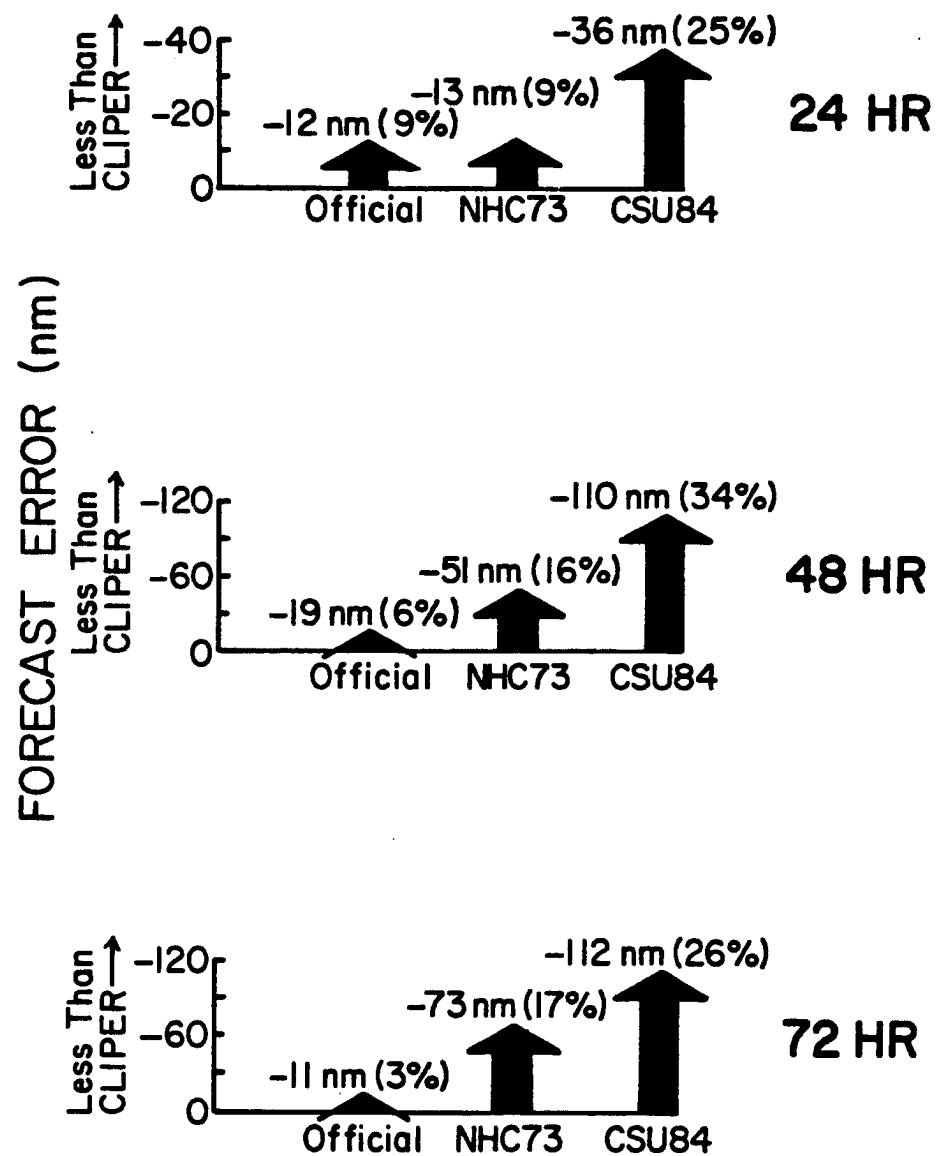 FORECAST ERROR (nm)
Less Than
CLIPER→
-40
-20
0
-12 nm (9%)
-13 nm (9%)
-36 nm (25%)
Official
NHC73
CSU84
24 HR
Less Than
CLIPER→
-120
-60
0
-19 nm (6%)
-51 nm (16%)
-110 nm (34%)
Official
NHC73
CSU84
48 HR
Less Than
CLIPER→
-120
-60
0
-11 nm (3%)
-73 nm (17%)
-112 nm (26%)
Official
NHC73
CSU84
72 HR